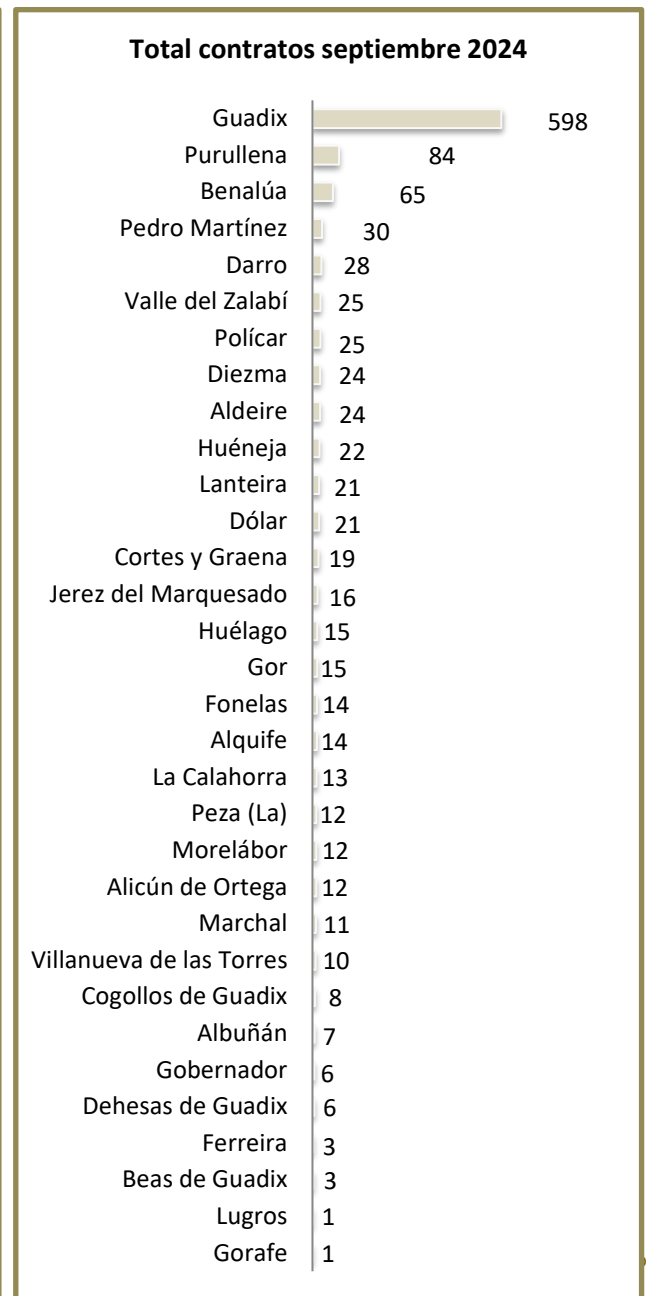 Total contratos septiembre 2024
Guadix 598
Purullena 84
Benalúa 65
Pedro Martínez 30
Darro 28
Valle del Zalabí 25
Polícar 25
Diezma 24
Aldeire 24
Huéneja 22
Lanteira 21
Dólar 21
Cortes y Graena 19
Jerez del Marquesado 16
Huélago 15
Gor 15
Fonelas 14
Alquife 14
La Calahorra 13
Peza (La) 12
Morelábor 12
Alicún de Ortega 12
Marchal 11
Villanueva de las Torres 10
Cogollos de Guadix 8
Albuñán 7
Gobernador 6
Dehesas de Guadix 6
Ferreira 3
Beas de Guadix 3
Lugros 1
Gorafe 1